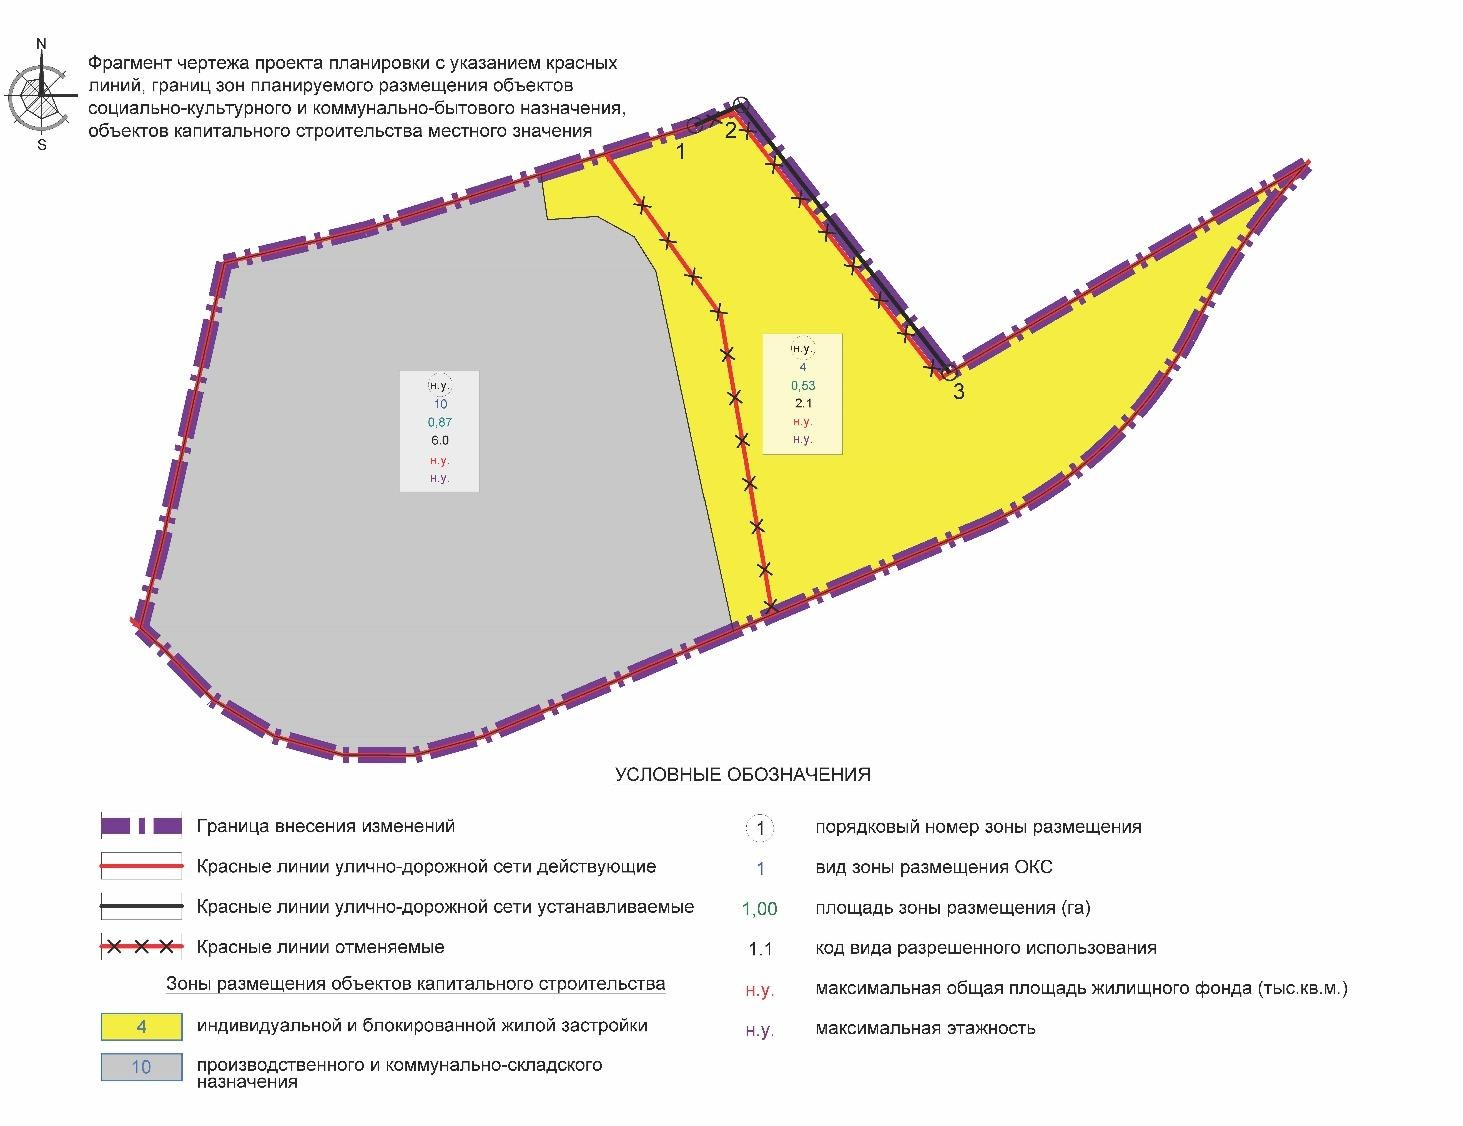 N
S
Фрагмент чертежа проекта планировки с указанием красных
линий, границ зон планируемого размещения объектов
социально-культурного и коммунально-бытового назначения,
объектов капитального строительства местного значения
1
2
3
н.у.
10
0,87
6.0
н.у.
н.у.
н.у.
4
0,53
2.1
н.у.
н.у.
УСЛОВНЫЕ ОБОЗНАЧЕНИЯ
Граница внесения изменений
Красные линии улично-дорожной сети действующие
Красные линии улично-дорожной сети устанавливаемые
Красные линии отменяемые
Зоны размещения объектов капитального строительства
4 индивидуальной и блокированной жилой застройки
10 производственного и коммунально-складского
назначения
1 порядковый номер зоны размещения
1 вид зоны размещения ОКС
1,00 площадь зоны размещения (га)
1.1 код вида разрешенного использования
н.у. максимальная общая площадь жилищного фонда (тыс.кв.м.)
н.у. максимальная этажность